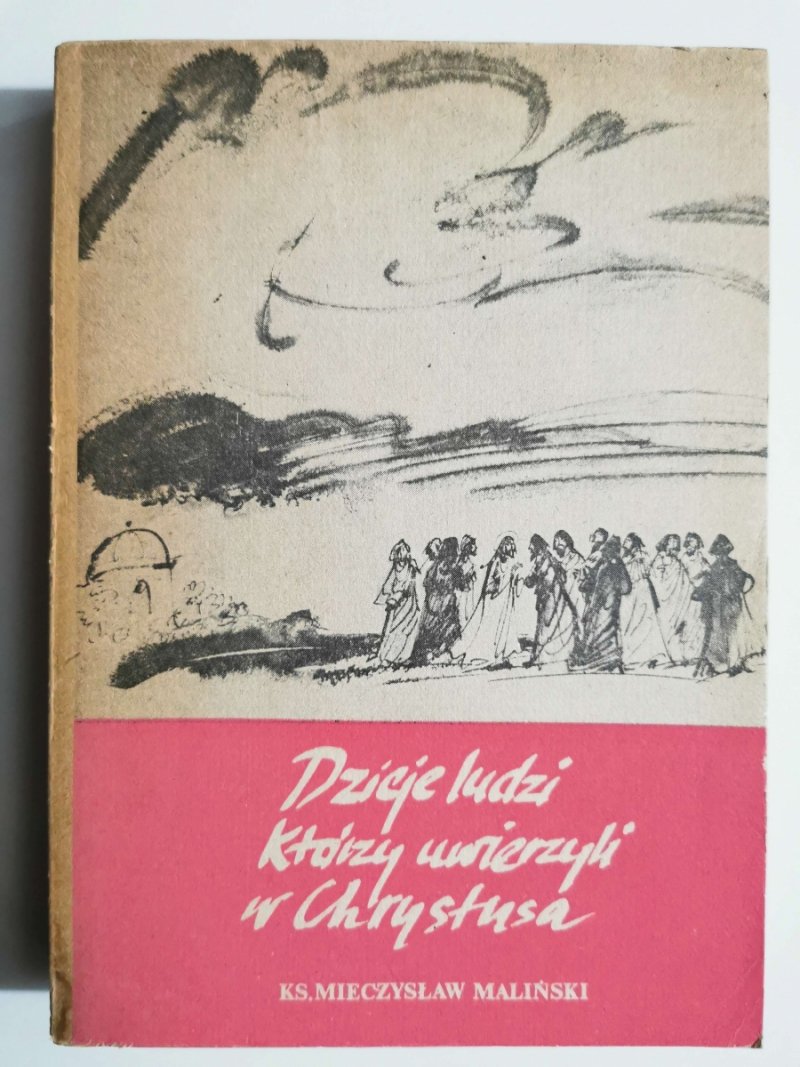 Dzieje ludzi
którzy uwierzyli
w Chrystusa
KS. MIECZYSŁAW MALIŃSKI